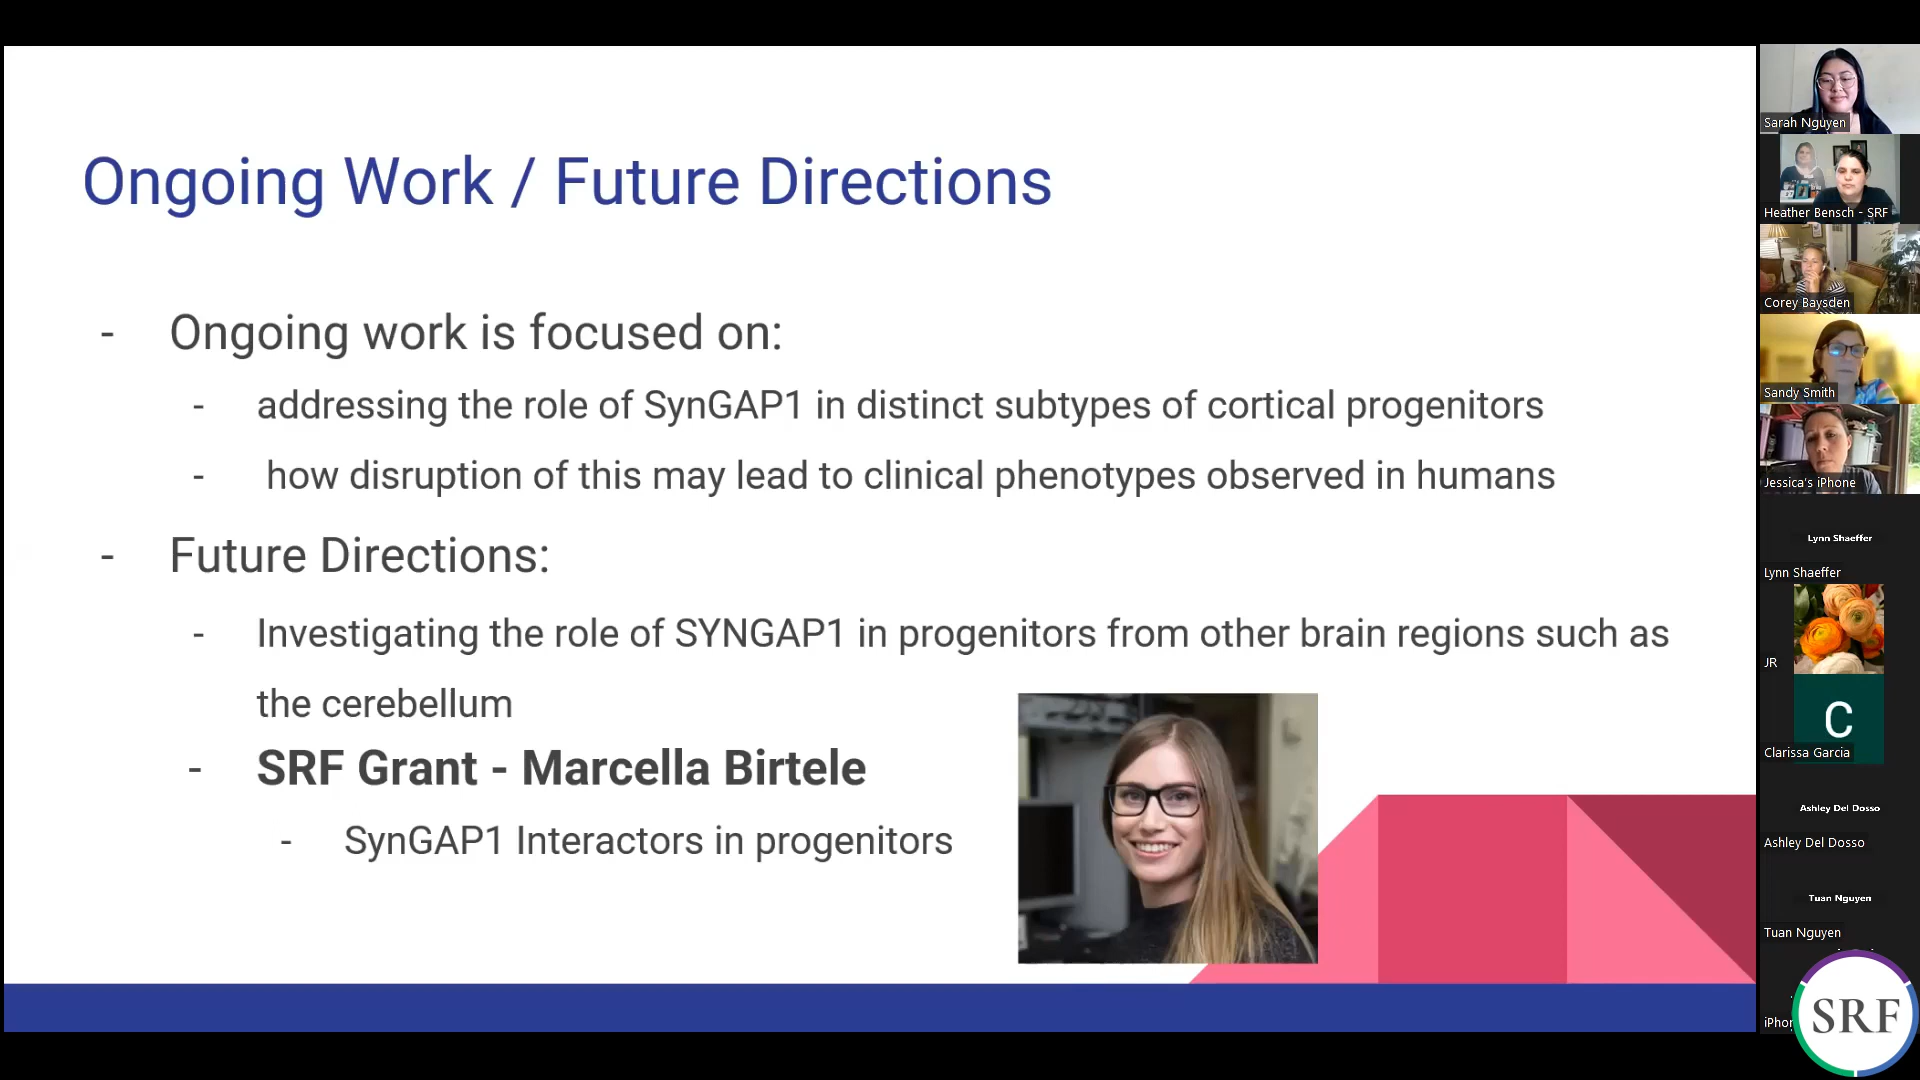 Ongoing Work / Future Directions
- Ongoing work is focused on:
- addressing the role of SynGAP1 in distinct subtypes of cortical progenitors
- how disruption of this may lead to clinical phenotypes observed in humans
- Future Directions:
- Investigating the role of SYNGAP1 in progenitors from other brain regions such as
the cerebellum
- SRF Grant - Marcella Birtele
- SynGAP1 Interactors in progenitors
Sarah Nguyen
Heather Bensch - SRF
Corey Baysden
Sandy Smith
Jessica's iPhone
Lynn Shaeffer
Lynn Shaeffer
JR
C
Clarissa Garcia
Ashley Del Dosso
Ashley Del Dosso
Tuan Nguyen
Tuan Nguyen
SRF